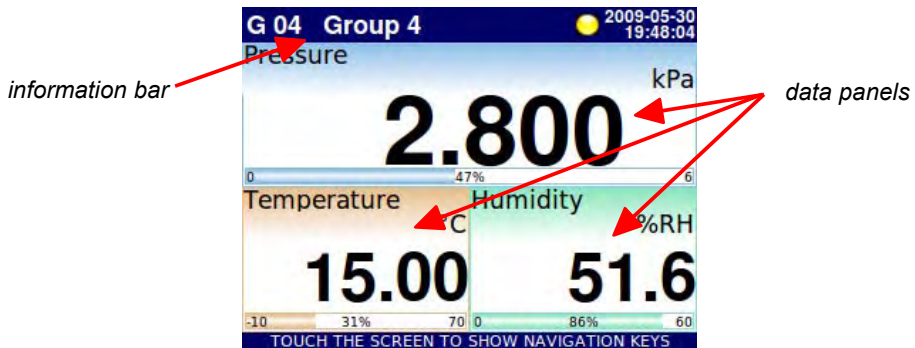 G 04 Group 4 2009-05-30
19:48:04
Pressure
kPa
information bar
data panels
2.800
0 47% 6
Temperature Humidity
°C %RH
15.00 51.6
-10 31% 70 0 86% 60
TOUCH THE SCREEN TO SHOW NAVIGATION KEYS